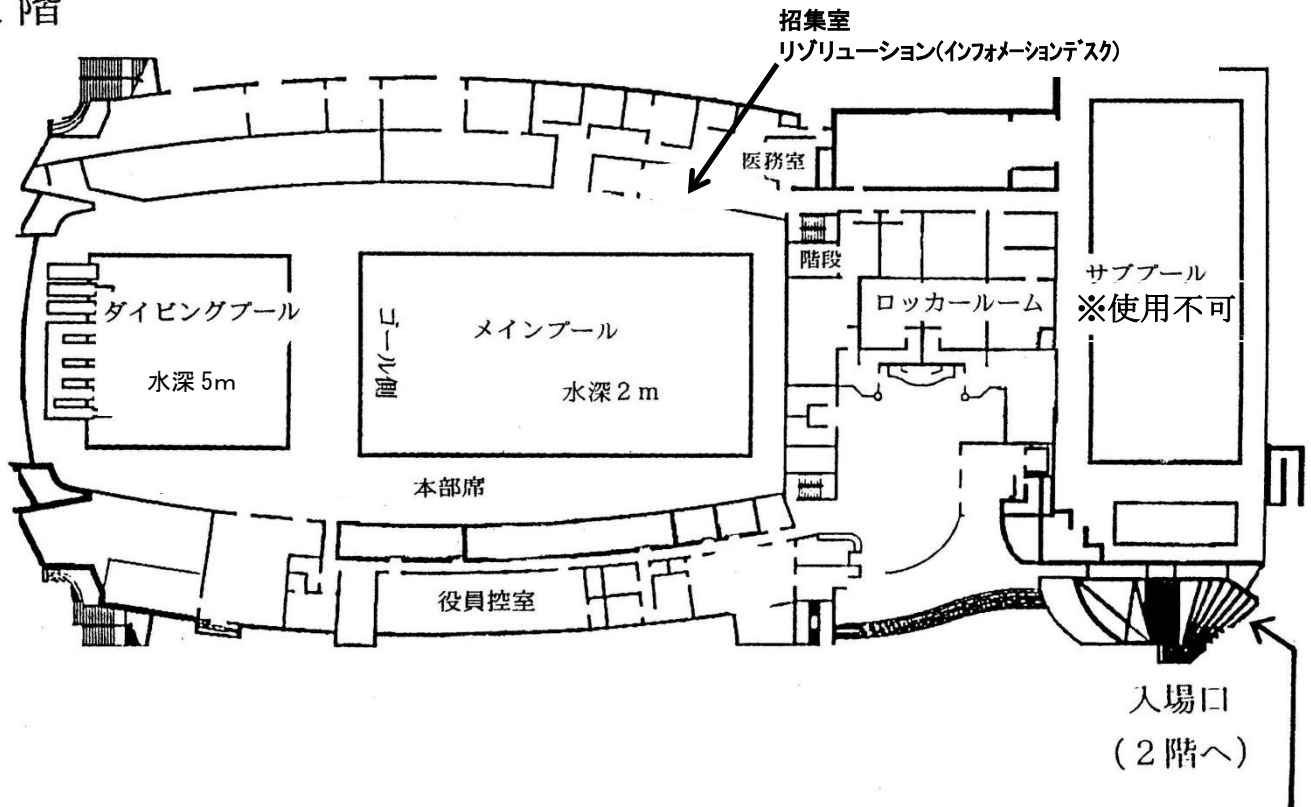 階
招集室
リゾリューション(インフォメーションデスク)
医務室
階段
ロッカールーム
サブプール
※使用不可
ダイビングプール
水深5m
ゴール側
メインプール
水深2m
本部席
役員控室
入場口
(2階へ)